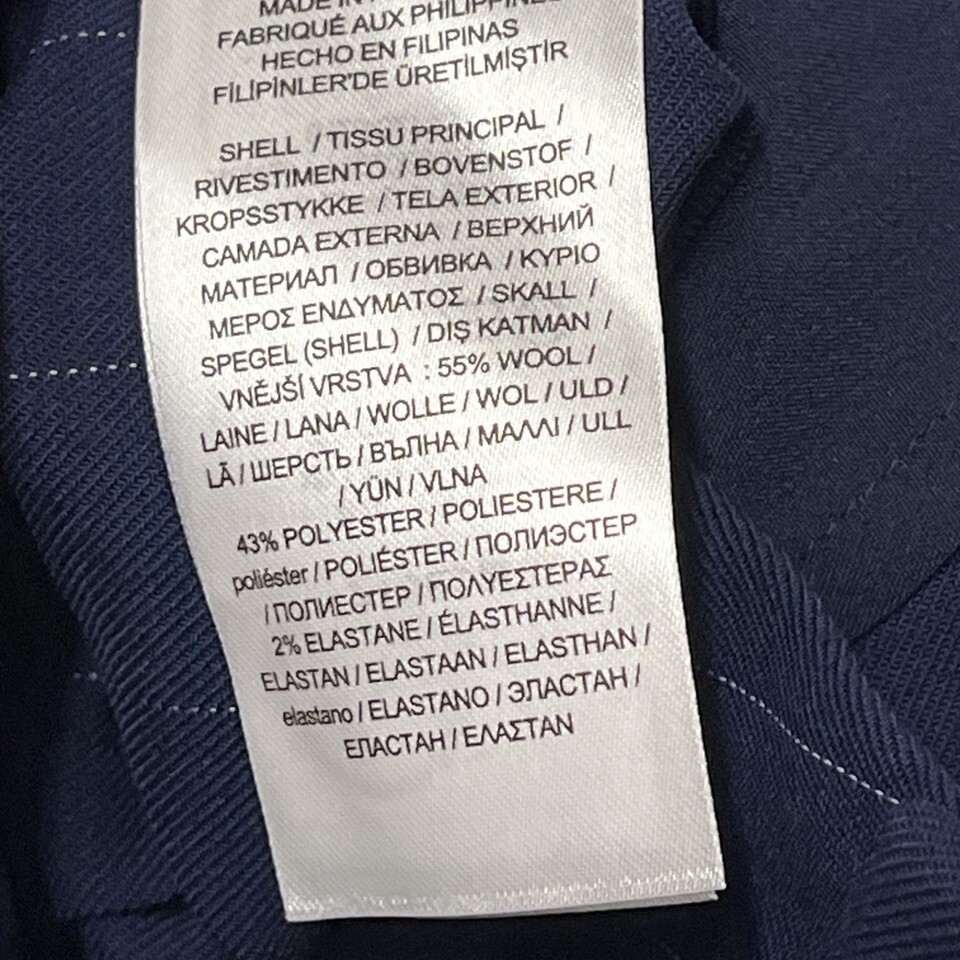 MADE IN
FABRIQUÉ AUX PHILIPPINES
HECHO EN FILIPINAS
FİLİPİNLER'DE ÜRETİLMİŞTİR
SHELL / TISSU PRINCIPAL /
RIVESTIMENTO / BOVENSTOF /
KROPSSTYKKE / TELA EXTERIOR /
CAMADA EXTERNA / ВЕРХНИЙ
МАТЕРИАЛ / ОБВИВКА / ΚΥΡΙΟ
ΜΕΡΟΣ ΕΝΔΥΜΑΤΟΣ / SKALL /
SPEGEL (SHELL) / DIŞ KATMAN /
VNĚJŠÍ VRSTVA : 55% WOOL /
LAINE / LANA / WOLLE / WOL / ULD /
LÃ / ШЕРСТЬ / ВЪЛНА / ΜΑΛΛΙ / ULL
/ YÜN / VLNA
43% POLYESTER / POLIESTERE /
poliéster / POLIÉSTER / ПОЛИЭСТЕР
/ ПОЛИЕСТЕР / ΠΟΛΥΕΣΤΕΡΑΣ
2% ELASTANE / ÉLASTHANNE /
ELASTAN / ELASTAAN / ELASTHAN /
elastano / ELASTANO / ЭЛАСТАН /
ЕЛАСТАН / ΕΛΑΣΤΑΝ